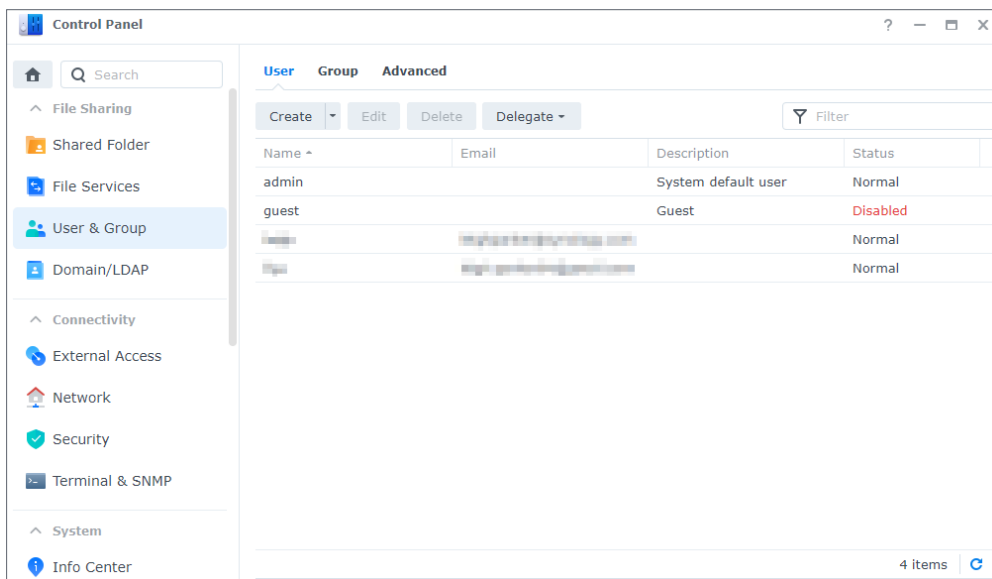 Control Panel
?
Search
File Sharing
Shared Folder
File Services
User & Group
Domain/LDAP
Connectivity
External Access
Network
Security
Terminal & SNMP
System
Info Center
User Group Advanced
Create Edit Delete Delegate Filter
Name Email Description Status
admin System default user Normal
guest Guest Disabled
Normal
Normal
4 items